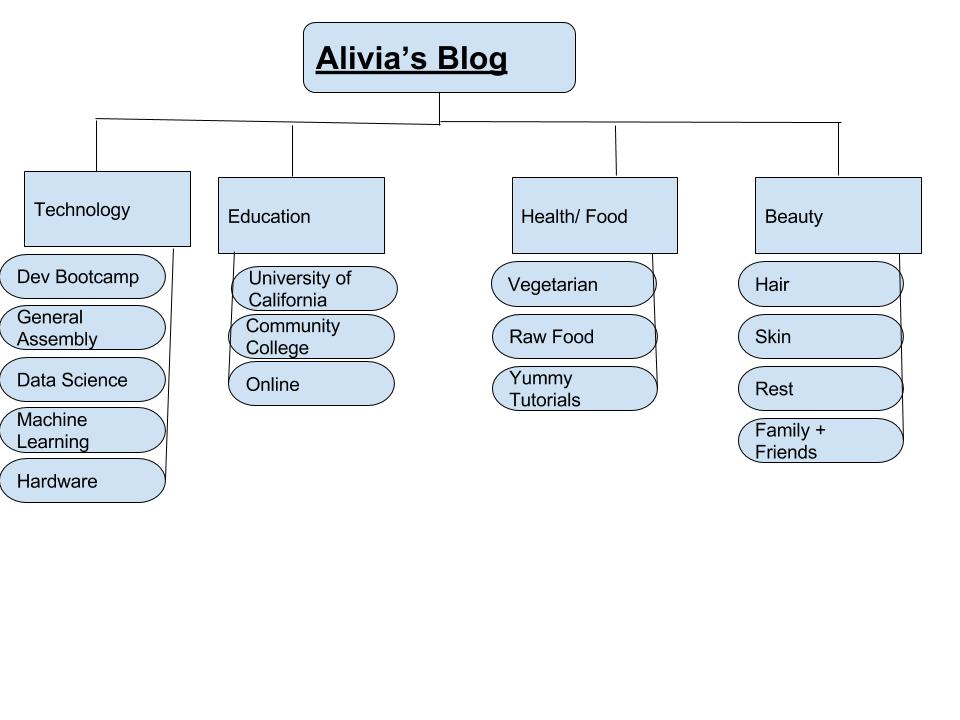 Alivia’s Blog
Technology
Education
Health/ Food
Beauty
Dev Bootcamp
General
Assembly
Data Science
Machine
Learning
Hardware
University of
California
Community
College
Online
Vegetarian
Raw Food
Yummy
Tutorials
Hair
Skin
Rest
Family +
Friends